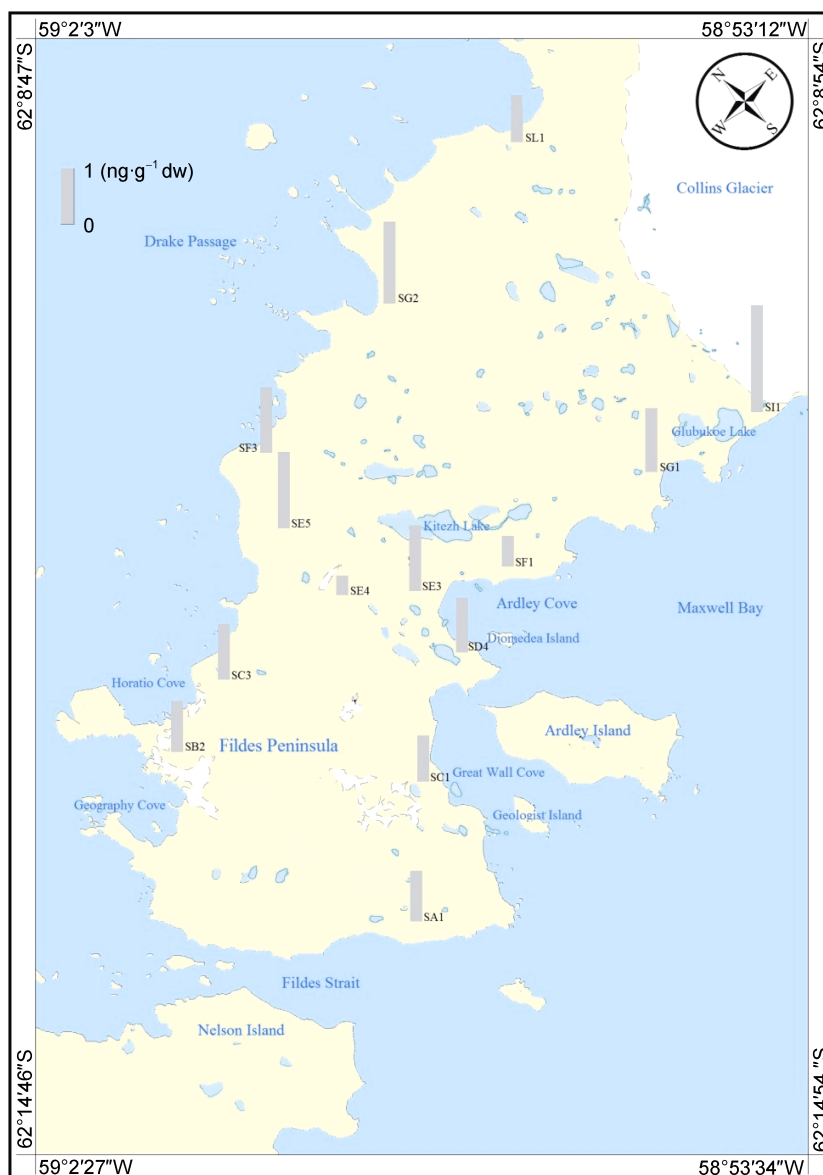 59°2′3″W
58°53′12″W
62°8′47″S
62°8′54″S
N
E
W
S
SL1
1 (ng·g⁻¹ dw)
0
Collins Glacier
Drake Passage
SG2
SI1
Glubukoe Lake
SF3
SG1
SE5
Kitezh Lake
SF1
SE4
SE3
Ardley Cove
Maxwell Bay
Diomedea Island
SD4
SC3
Horatio Cove
Ardley Island
SB2
Fildes Peninsula
SC1
Great Wall Cove
Geography Cove
Geologist Island
SA1
Fildes Strait
Nelson Island
62°14′46″S
62°14′54″S
59°2′27″W
58°53′34″W